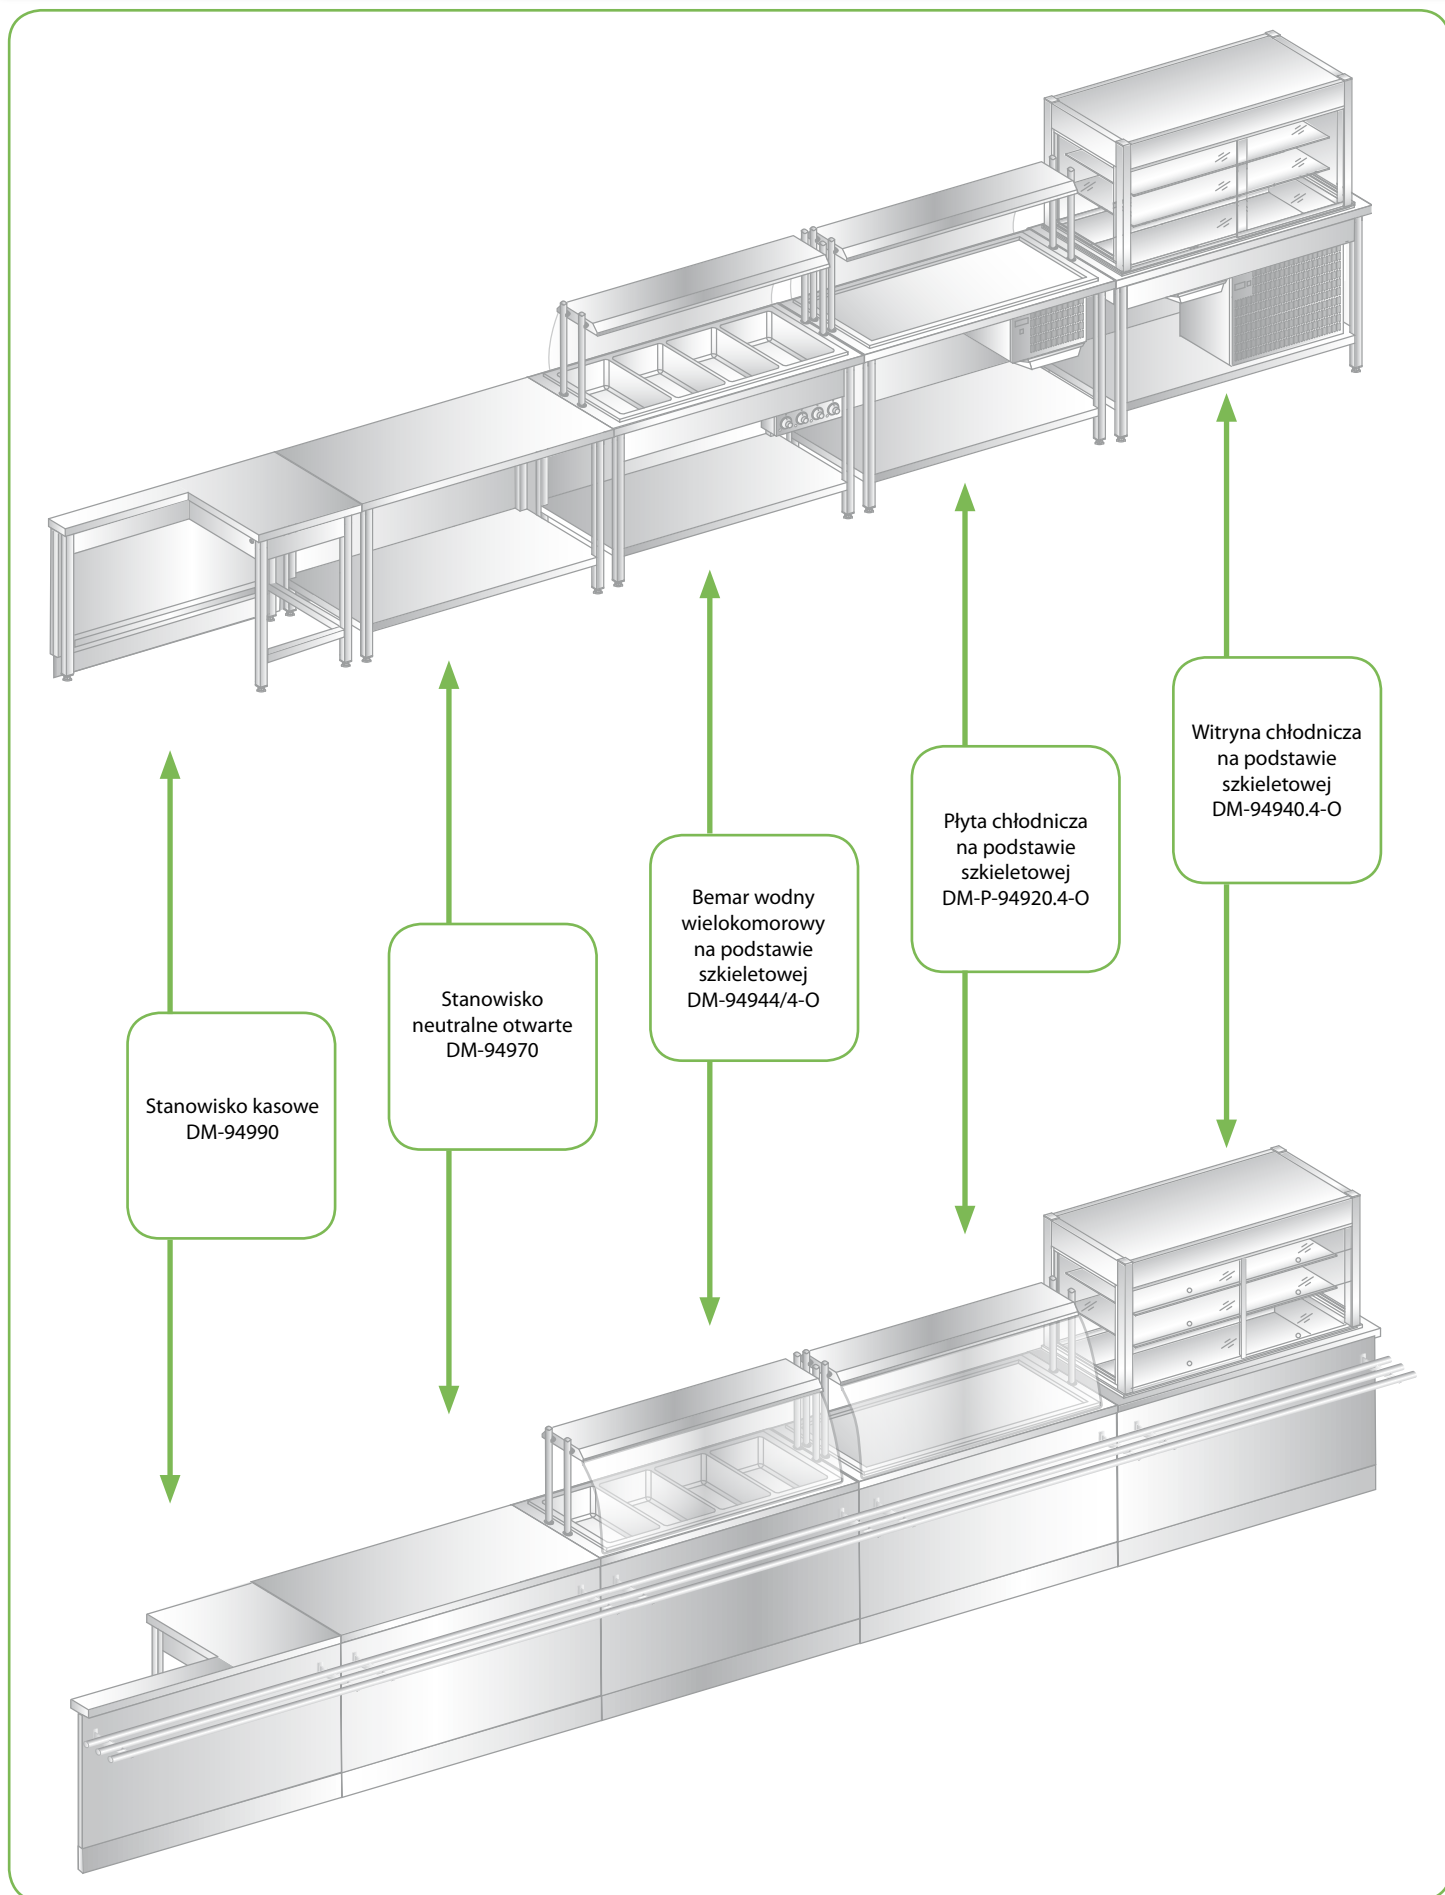 Stanowisko kasowe
DM-94990
Stanowisko
neutralne otwarte
DM-94970
Bemar wodny
wielokomorowy
na podstawie
szkieletowej
DM-94944/4-O
Płyta chłodnicza
na podstawie
szkieletowej
DM-P-94920.4-O
Witryna chłodnicza
na podstawie
szkieletowej
DM-94940.4-O